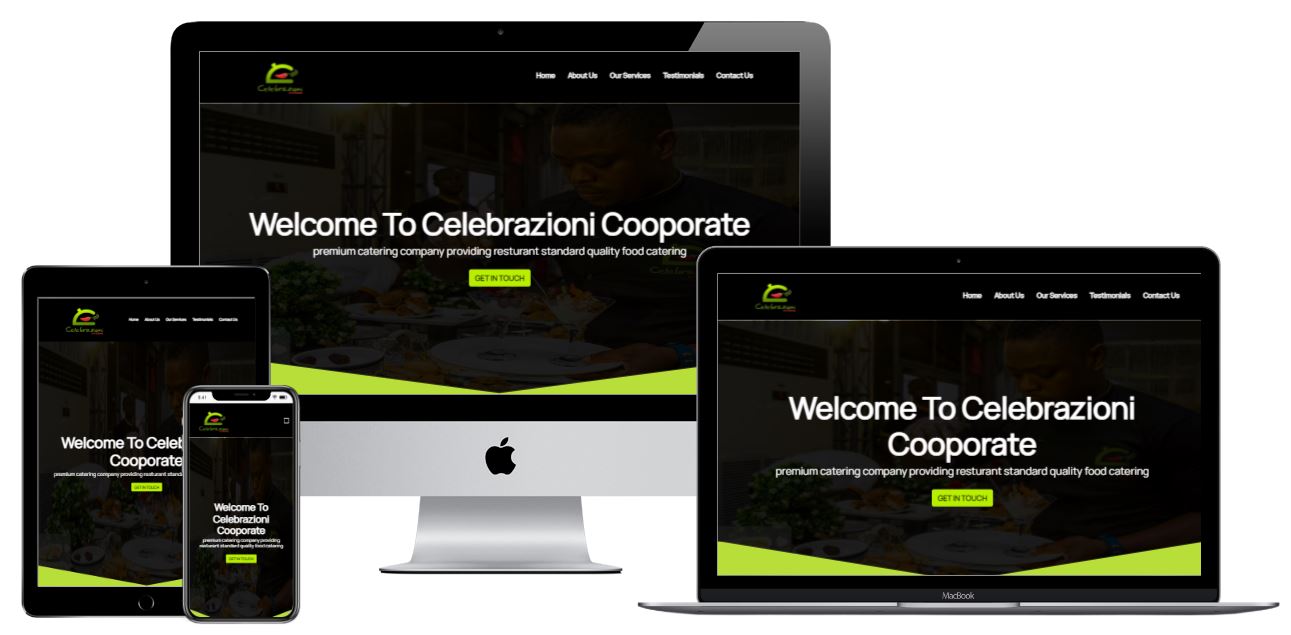 Celebrazioni
Home About Us Our Services Testimonials Contact Us
Welcome To Celebrazioni Cooporate
premium catering company providing resturant standard quality food catering
GET IN TOUCH
Celebrazioni
Home About Us Our Services Testimonials Contact Us
Welcome To Celebrazioni
Cooporate
premium catering company providing resturant standard quality food catering
GET IN TOUCH
MacBook
Celebrazioni
Home About Us Our Services Testimonials Contact Us
Welcome To Celeb
Cooporate
premium catering company providing resturant standard
GET IN TOUCH
9:41
Celebrazioni
Welcome To
Celebrazioni
Cooporate
premium catering company providing
resturant standard quality food catering
GET IN TOUCH